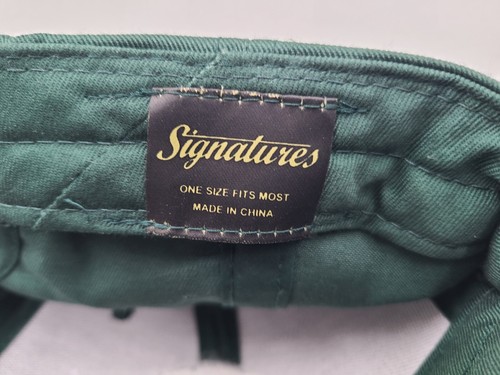 Signatures
ONE SIZE FITS MOST
MADE IN CHINA